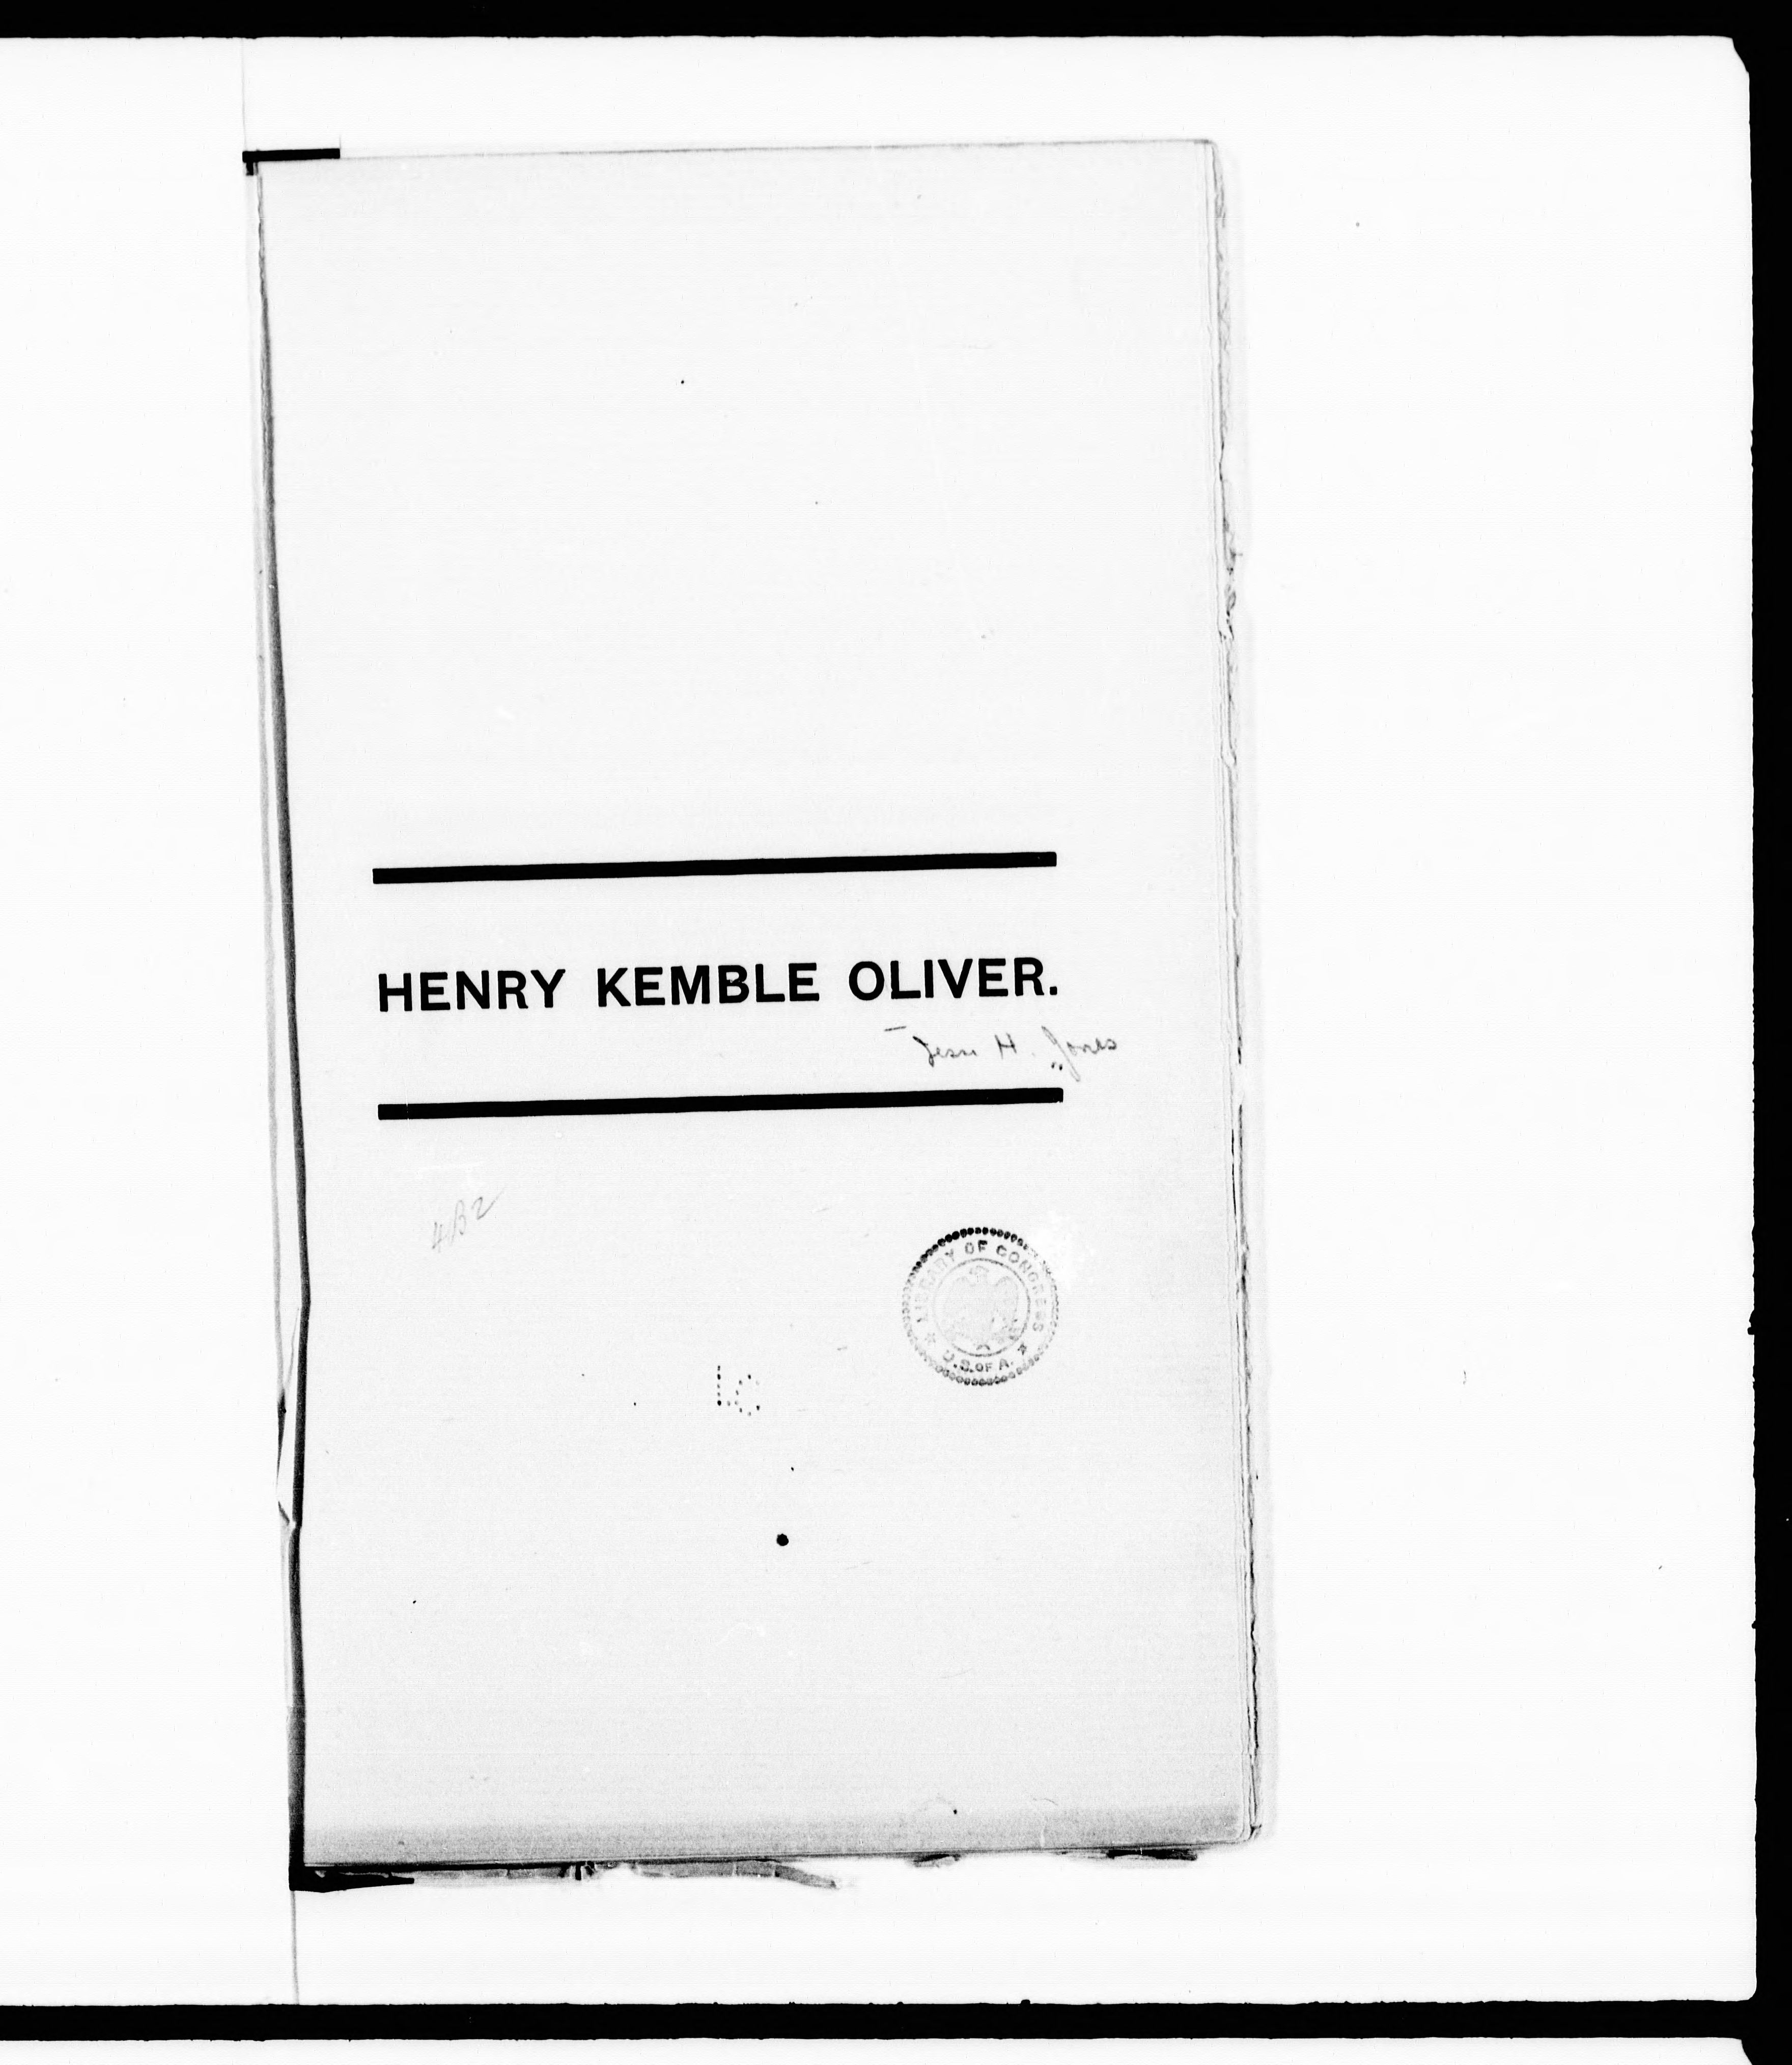 HENRY KEMBLE OLIVER.
Jesse H. Jones
4B2
LIBRARY OF CONGRESS
U.S. OF A.
LC